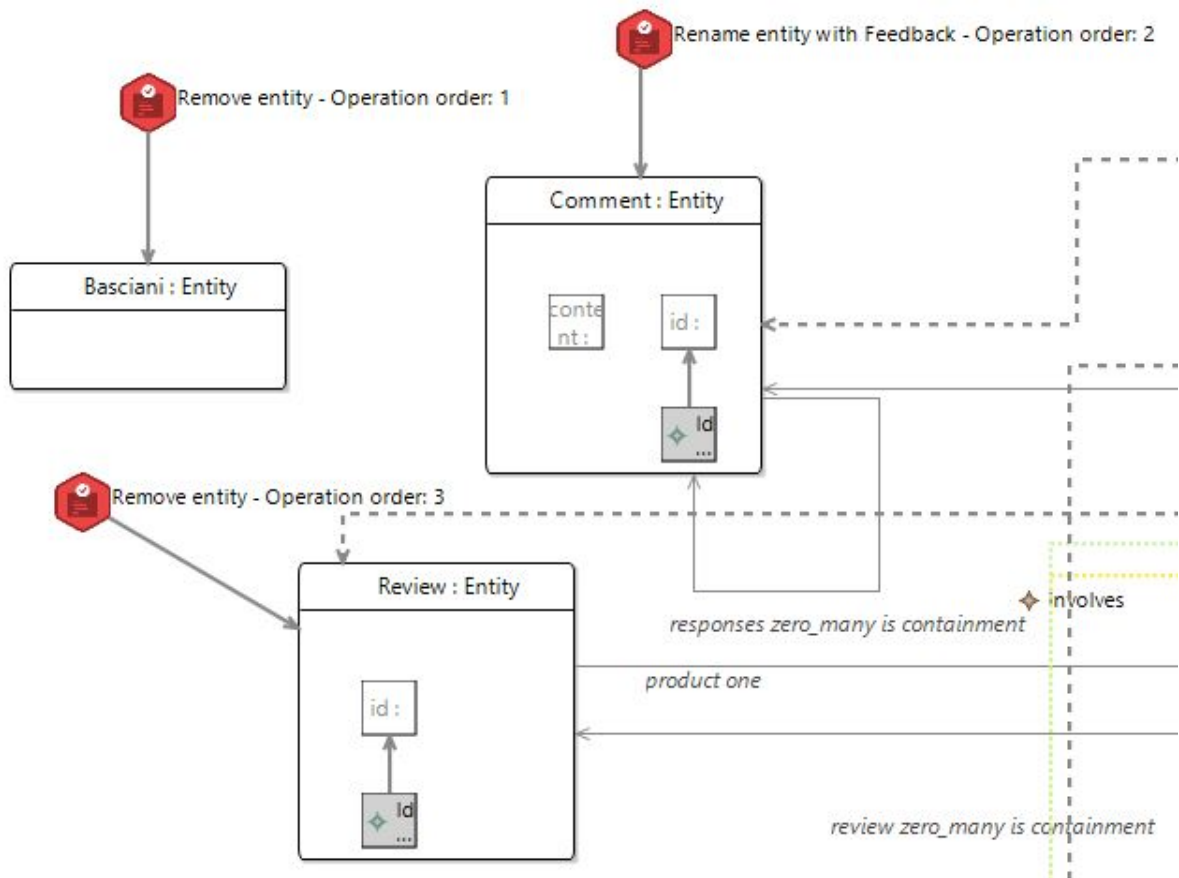 Rename entity with Feedback - Operation order: 2
Remove entity - Operation order: 1
Comment : Entity
Basciani : Entity
conte
nt :
id :
Id
...
Remove entity - Operation order: 3
Review : Entity
involves
responses zero_many is containment
product one
id :
Id
...
review zero_many is containment